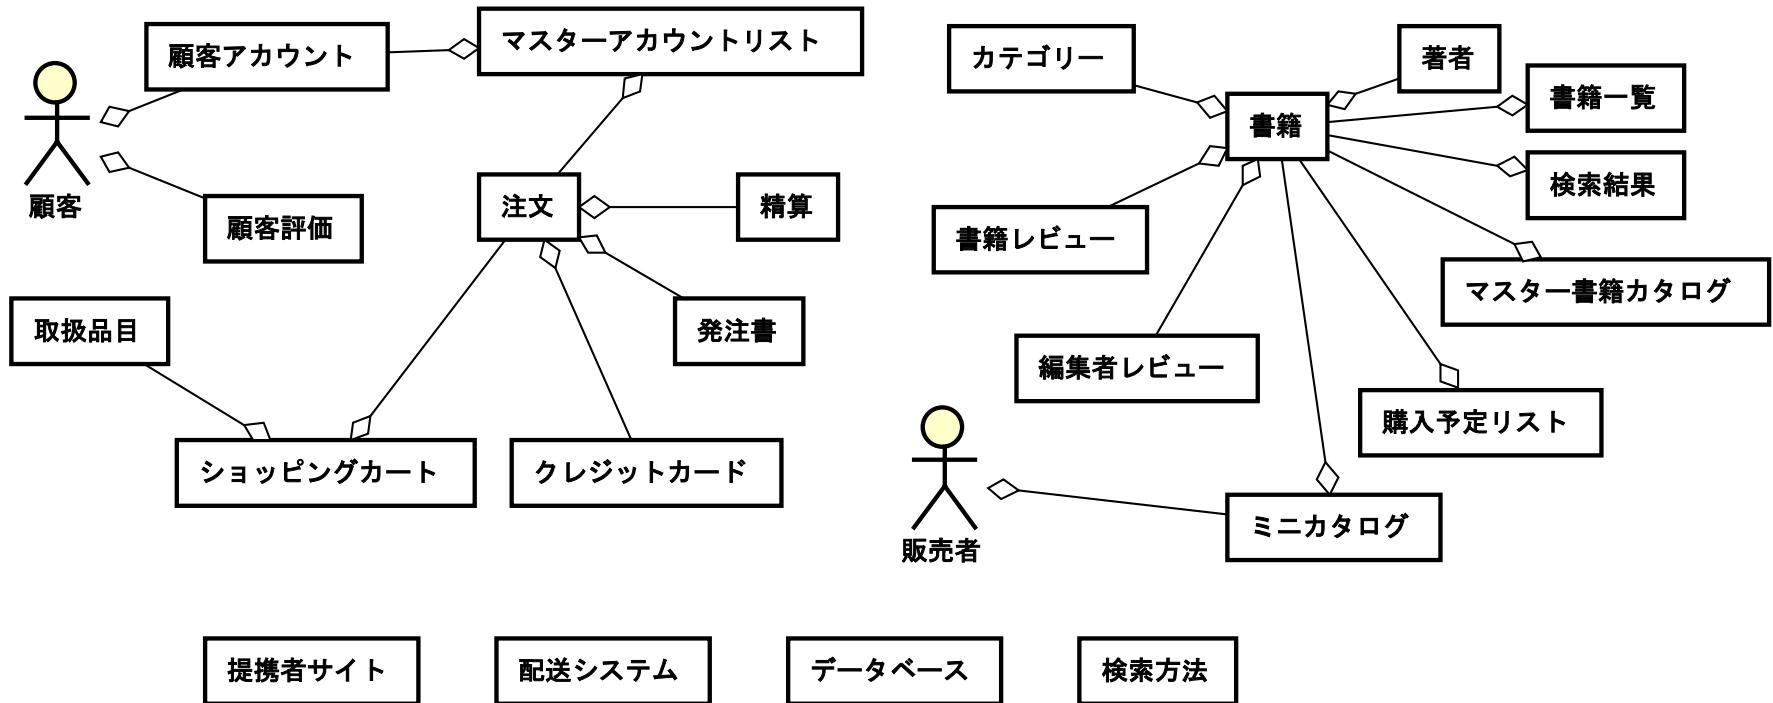 顧客アカウント
マスターアカウントリスト
カテゴリー
著者
書籍一覧
書籍
検索結果
顧客
顧客評価
注文
精算
書籍レビュー
マスター書籍カタログ
取扱品目
発注書
編集者レビュー
購入予定リスト
ショッピングカート
クレジットカード
販売者
ミニカタログ
提携者サイト
配送システム
データベース
検索方法